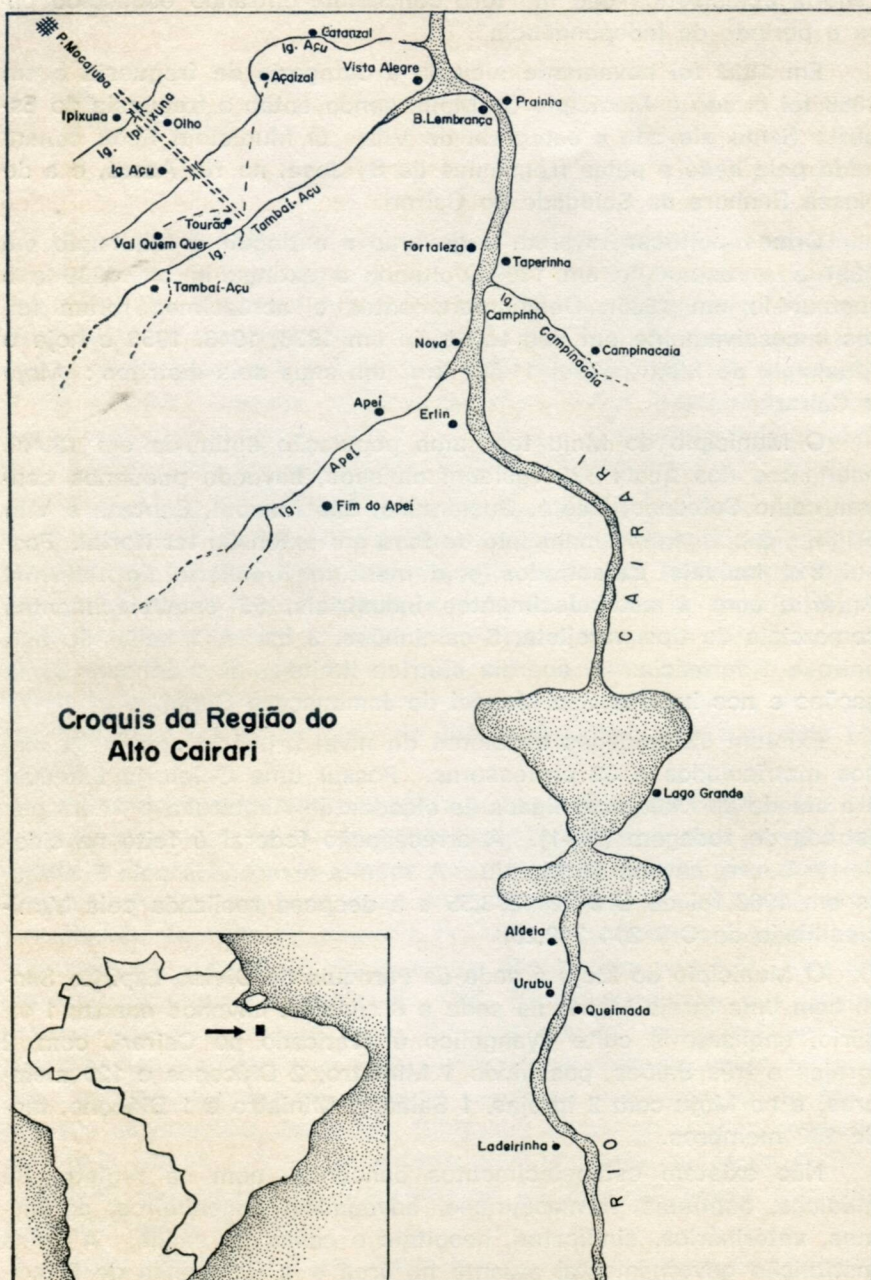 Catanzal
Ig. Açu
P. Mocajuba
Açaizal
Vista Alegre
Prainha
B. Lembrança
Ipixuna
Olho
Ig. Ipixuna
Ig. Açu
Tourão
Ig. Tambaí-Açu
Val Quem Quer
Tambaí-Açu
Fortaleza
Taperinha
Ig.
Campinho
Campinacaia
Campinacaia
Nova
Apeí
Erlin
Ig. Apeí
Fim do Apeí
RIO CAIRARI
Croquis da Região do
Alto Cairari
Lago Grande
Aldeia
Urubu
Queimada
Ladeirinha